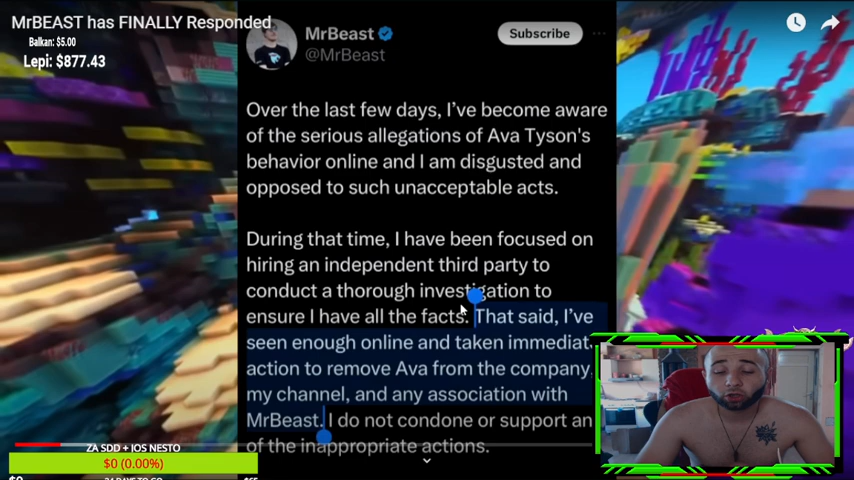 MrBEAST has FINALLY Responded
Balkan: $5.00
Lepi: $877.43
MrBeast
@MrBeast
Subscribe
Over the last few days, I've become aware
of the serious allegations of Ava Tyson's
behavior online and I am disgusted and
opposed to such unacceptable acts.
During that time, I have been focused on
hiring an independent third party to
conduct a thorough investigation to
ensure I have all the facts. That said, I've
seen enough online and taken immediat
action to remove Ava from the company,
my channel, and any association with
MrBeast. I do not condone or support an
of the inappropriate actions.
ZA SDD + IOS NESTO
$0 (0.00%)